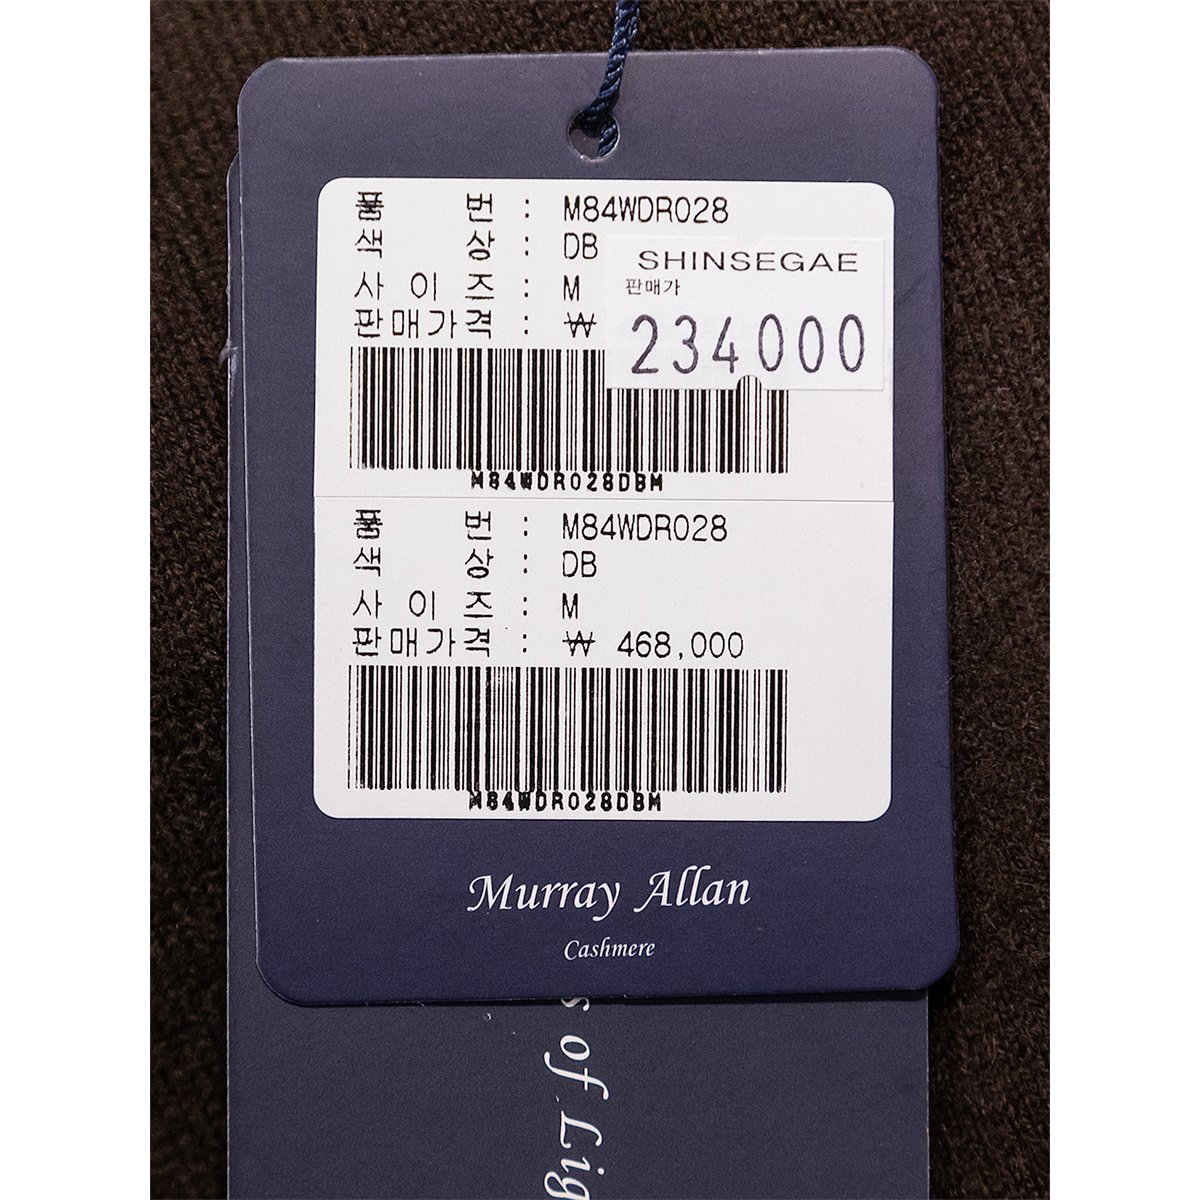 품 번 : M84WDR028
색 상 : DB
사 이 즈 : M
판매가격 : ₩
SHINSEGAE
판매가
234000
M84WDR028DBM
품 번 : M84WDR028
색 상 : DB
사 이 즈 : M
판매가격 : ₩ 468,000
M84WDR028DBM
Murray Allan
Cashmere
of